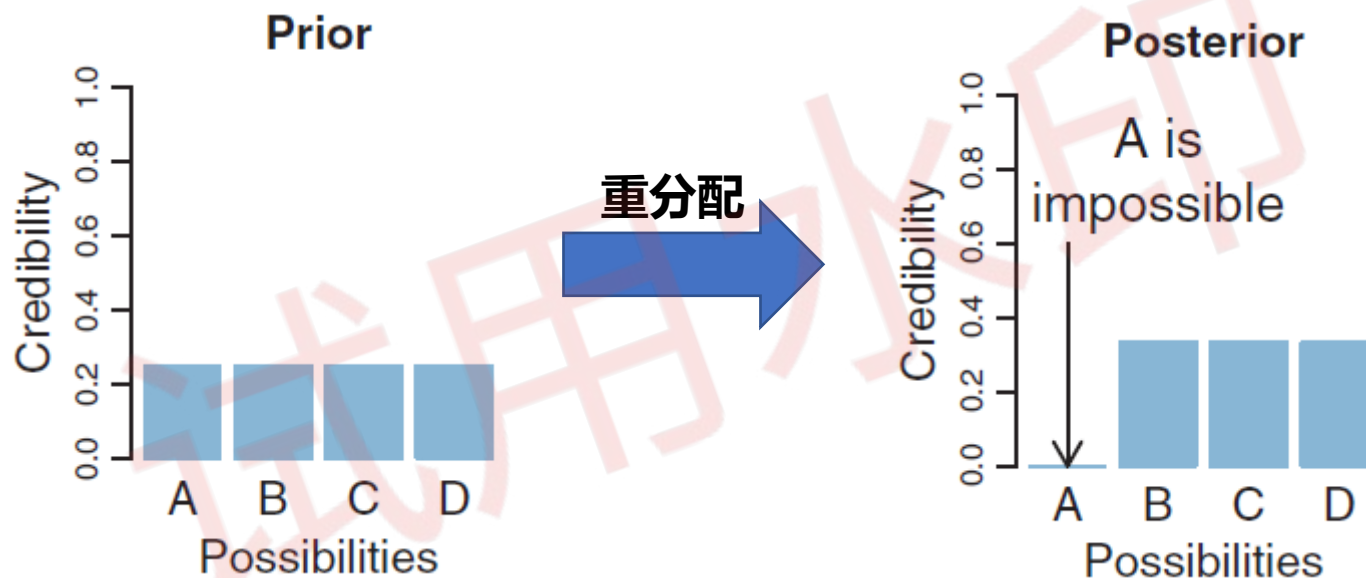 Prior
1.0
0.8
0.6
0.4
0.2
0.0
Credibility
A B C D
Possibilities
重分配
Posterior
1.0
0.8
0.6
0.4
0.2
0.0
Credibility
A is
impossible
A B C D
Possibilities
试用水印